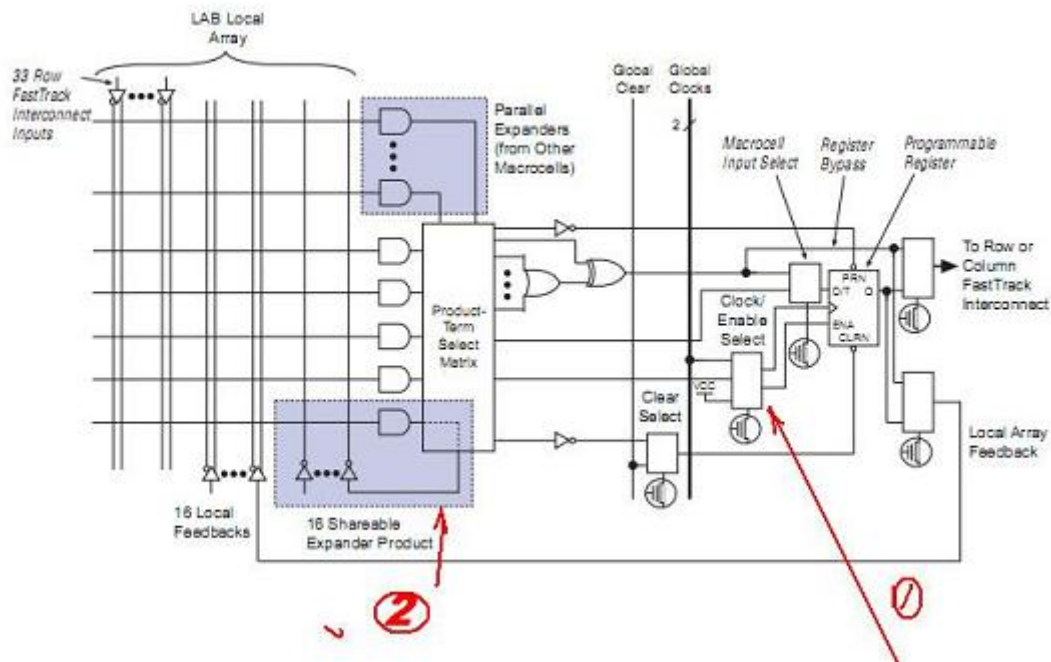 LAB Local
Array
33 Row
FastTrack
Interconnect
Inputs
Parallel
Expanders
(from Other
Macrocells)
Global
Clear
Global
Clocks
2
Macrocell
Input Select
Register
Bypass
Programmable
Register
To Row or
Column
FastTrack
Interconnect
PRN
D/T Q
ENA
CLRN
Clock/
Enable
Select
Product-
Term
Select
Matrix
VCC
Clear
Select
Local Array
Feedback
16 Local
Feedbacks
16 Shareable
Expander Product
2
1